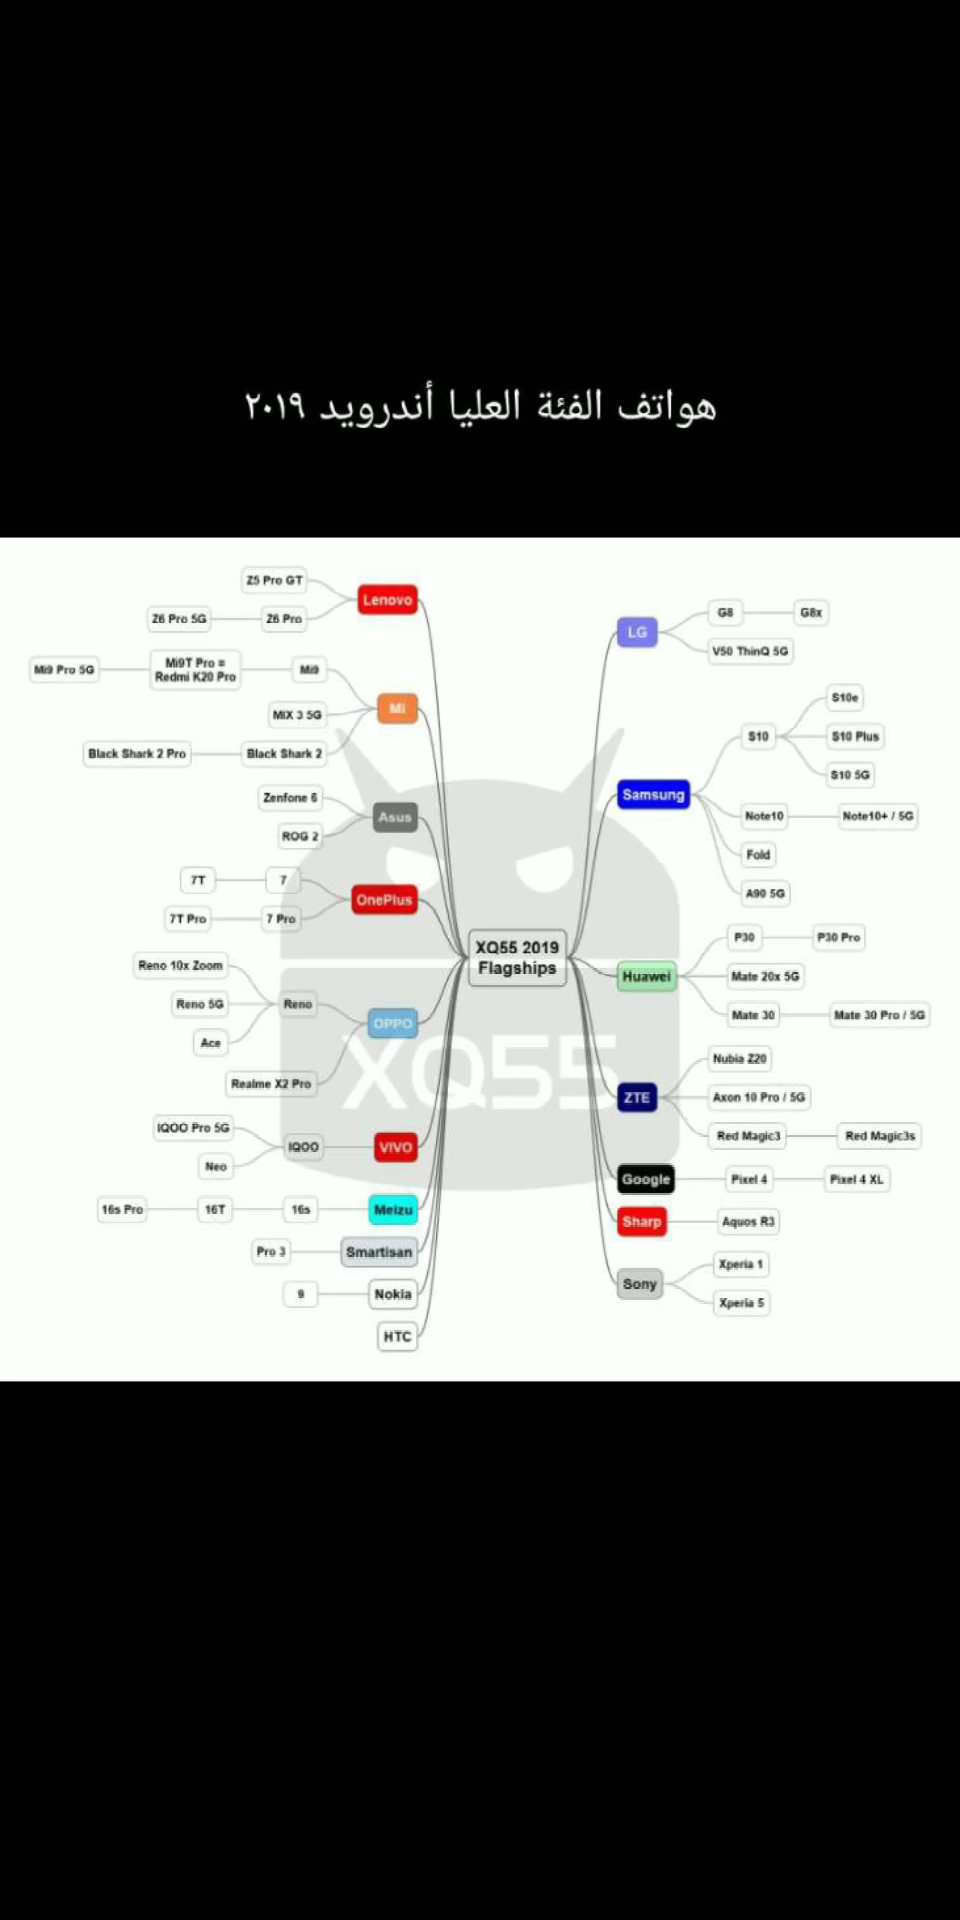 هواتف الفئة العليا أندرويد ٢٠١٩
XQ55 2019
Flagships
Lenovo
Z5 Pro GT
Z6 Pro
Z6 Pro 5G
Mi
Mi9
Mi9T Pro =
Redmi K20 Pro
Mi9 Pro 5G
MIX 3 5G
Black Shark 2
Black Shark 2 Pro
Asus
Zenfone 6
ROG 2
OnePlus
7
7T
7 Pro
7T Pro
OPPO
Reno
Reno 10x Zoom
Reno 5G
Ace
Realme X2 Pro
VIVO
IQOO
IQOO Pro 5G
Neo
Meizu
16s
16T
16s Pro
Smartisan
Pro 3
Nokia
9
HTC
LG
G8
G8x
V50 ThinQ 5G
Samsung
S10
S10e
S10 Plus
S10 5G
Note10
Note10+ / 5G
Fold
A90 5G
Huawei
P30
P30 Pro
Mate 20x 5G
Mate 30
Mate 30 Pro / 5G
ZTE
Nubia Z20
Axon 10 Pro / 5G
Red Magic3
Red Magic3s
Google
Pixel 4
Pixel 4 XL
Sharp
Aquos R3
Sony
Xperia 1
Xperia 5
XQ55